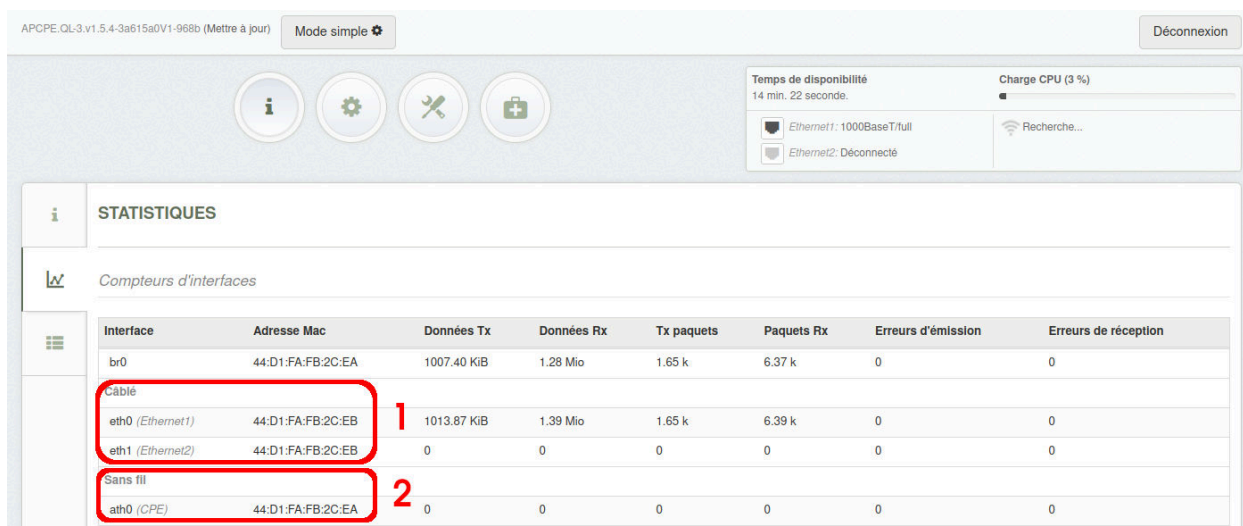 APCPE.QL-3.v1.5.4-3a615a0V1-968b (Mettre à jour) Mode simple Déconnexion
Temps de disponibilité Charge CPU (3 %)
14 min. 22 seconde.
Ethernet1: 1000BaseT/full Recherche...
Ethernet2: Déconnecté
STATISTIQUES
Compteurs d'interfaces
Interface Adresse Mac Données Tx Données Rx Tx paquets Paquets Rx Erreurs d'émission Erreurs de réception
br0 44:D1:FA:FB:2C:EA 1007.40 KiB 1.28 Mio 1.65 k 6.37 k 0 0
Câblé
eth0 (Ethernet1) 44:D1:FA:FB:2C:EB 1 1013.87 KiB 1.39 Mio 1.65 k 6.39 k 0 0
eth1 (Ethernet2) 44:D1:FA:FB:2C:EB 0 0 0 0 0 0
Sans fil
2
ath0 (CPE) 44:D1:FA:FB:2C:EA 0 0 0 0 0 0